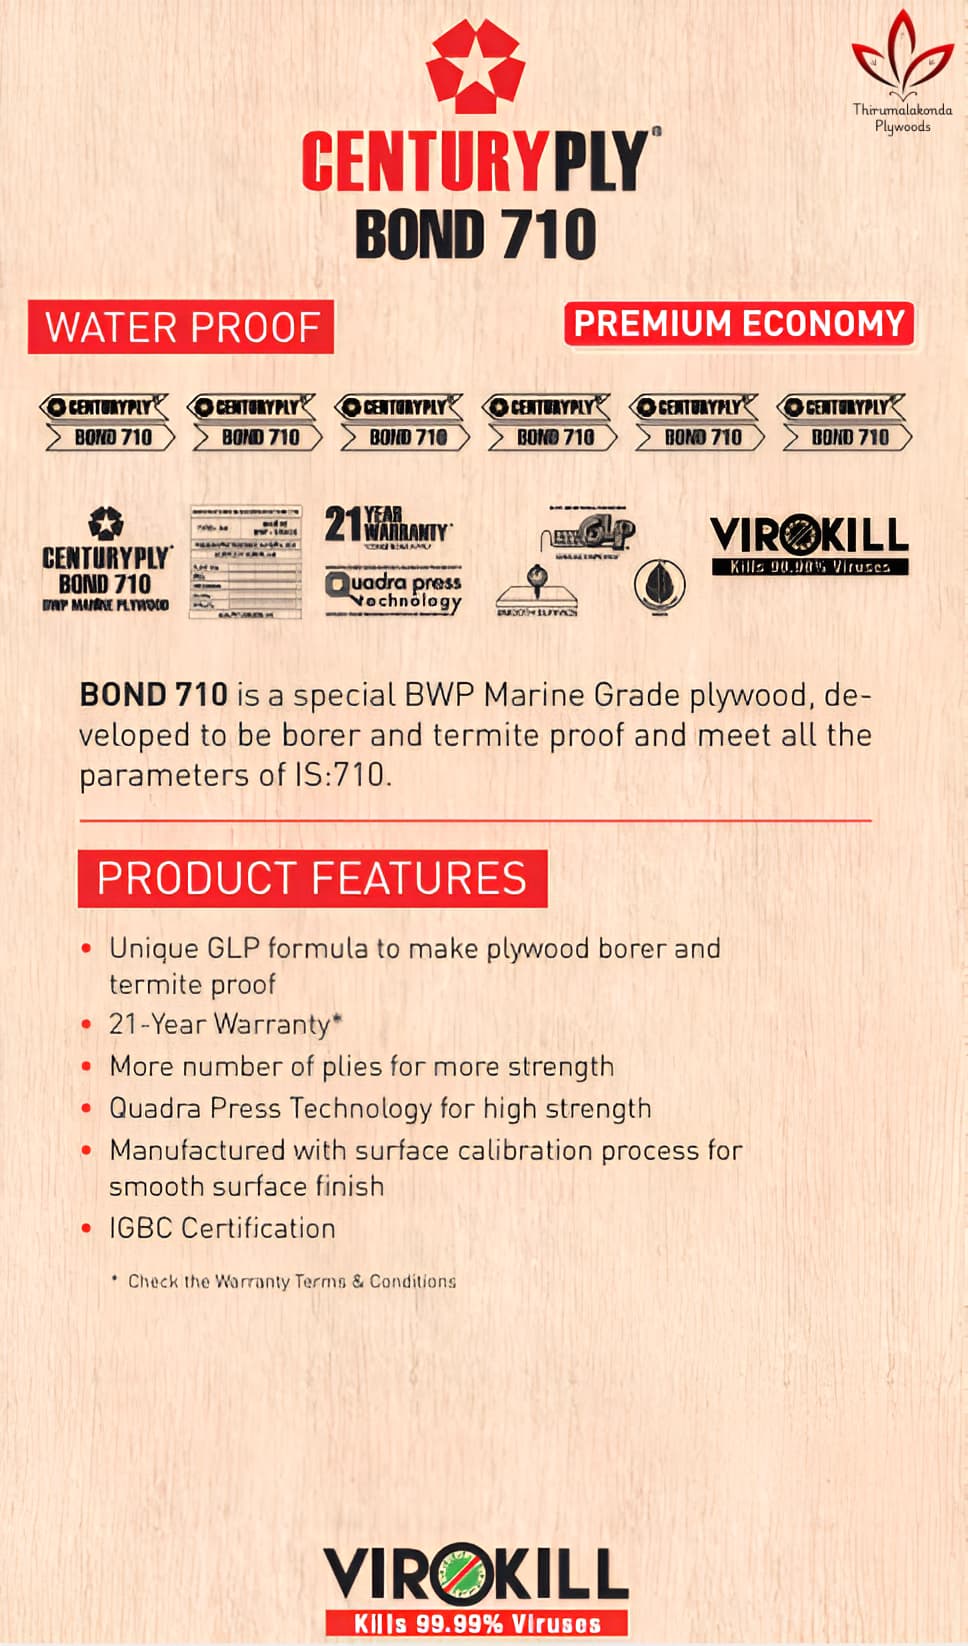 Thirumalakonda
Plywoods
CENTURYPLY®
BOND 710
WATER PROOF
PREMIUM ECONOMY
CENTURYPLY
BOND 710
CENTURYPLY
BOND 710
CENTURYPLY
BOND 710
CENTURYPLY
BOND 710
CENTURYPLY
BOND 710
CENTURYPLY
BOND 710
CENTURYPLY
BOND 710
BWP MARINE PLYWOOD
21 YEAR
WARRANTY*
Quadra press
technology
GLP
VIROKILL
Viruses
BOND 710 is a special BWP Marine Grade plywood, de-
veloped to be borer and termite proof and meet all the
parameters of IS:710.
PRODUCT FEATURES
• Unique GLP formula to make plywood borer and
termite proof
• 21-Year Warranty*
• More number of plies for more strength
• Quadra Press Technology for high strength
• Manufactured with surface calibration process for
smooth surface finish
• IGBC Certification
* Check the Warranty Terms & Conditions
VIROKILL
Kills 99.99% Viruses